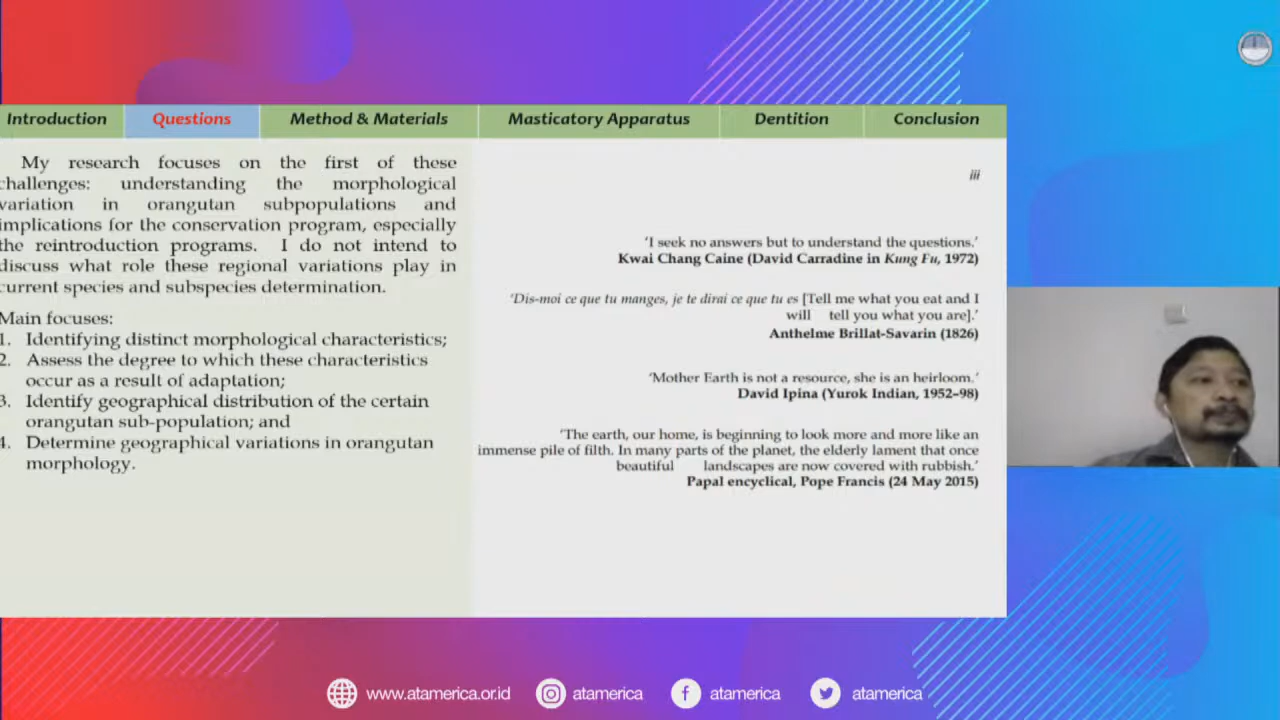 Introduction
Questions
Method & Materials
Masticatory Apparatus
Dentition
Conclusion
My research focuses on the first of these
challenges: understanding the morphological
variation in orangutan subpopulations and
implications for the conservation program, especially
the reintroduction programs. I do not intend to
discuss what role these regional variations play in
current species and subspecies determination.
Main focuses:
1. Identifying distinct morphological characteristics;
2. Assess the degree to which these characteristics
occur as a result of adaptation;
3. Identify geographical distribution of the certain
orangutan sub-population; and
4. Determine geographical variations in orangutan
morphology.
iii
'I seek no answers but to understand the questions.'
Kwai Chang Caine (David Carradine in Kung Fu, 1972)
'Dis-moi ce que tu manges, je te dirai ce que tu es [Tell me what you eat and I
will tell you what you are].'
Anthelme Brillat-Savarin (1826)
'Mother Earth is not a resource, she is an heirloom.'
David Ipina (Yurok Indian, 1952–98)
'The earth, our home, is beginning to look more and more like an
immense pile of filth. In many parts of the planet, the elderly lament that once
beautiful landscapes are now covered with rubbish.'
Papal encyclical, Pope Francis (24 May 2015)
www.atamerica.or.id
atamerica
atamerica
atamerica